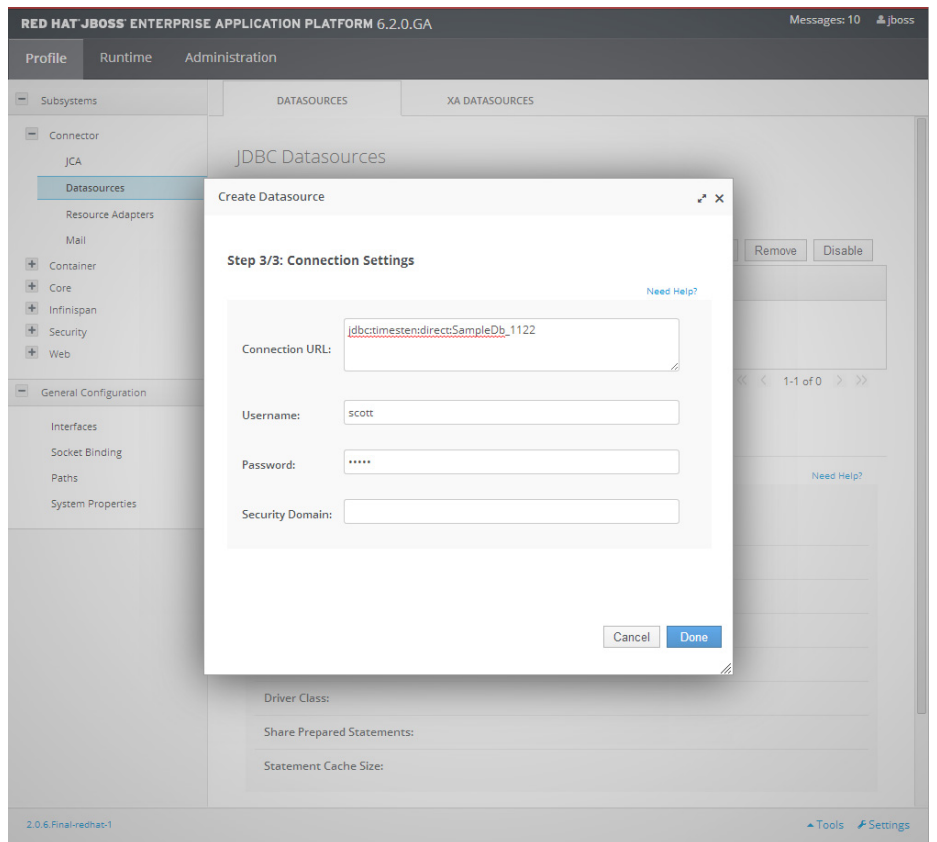 RED HAT JBOSS ENTERPRISE APPLICATION PLATFORM 6.2.0.GA
Messages: 10 jboss
Profile Runtime Administration
Subsystems
Connector
JCA
Datasources
Resource Adapters
Mail
Container
Core
Infinispan
Security
Web
General Configuration
Interfaces
Socket Binding
Paths
System Properties
DATASOURCES XA DATASOURCES
JDBC Datasources
Remove Disable
1-1 of 0
Need Help?
Create Datasource
Step 3/3: Connection Settings
Need Help?
Connection URL: jdbc:timesten:direct:SampleDb_1122
Username: scott
Password: •••••
Security Domain:
Cancel Done
Driver Class:
Share Prepared Statements:
Statement Cache Size:
2.0.6.Final-redhat-1
Tools Settings